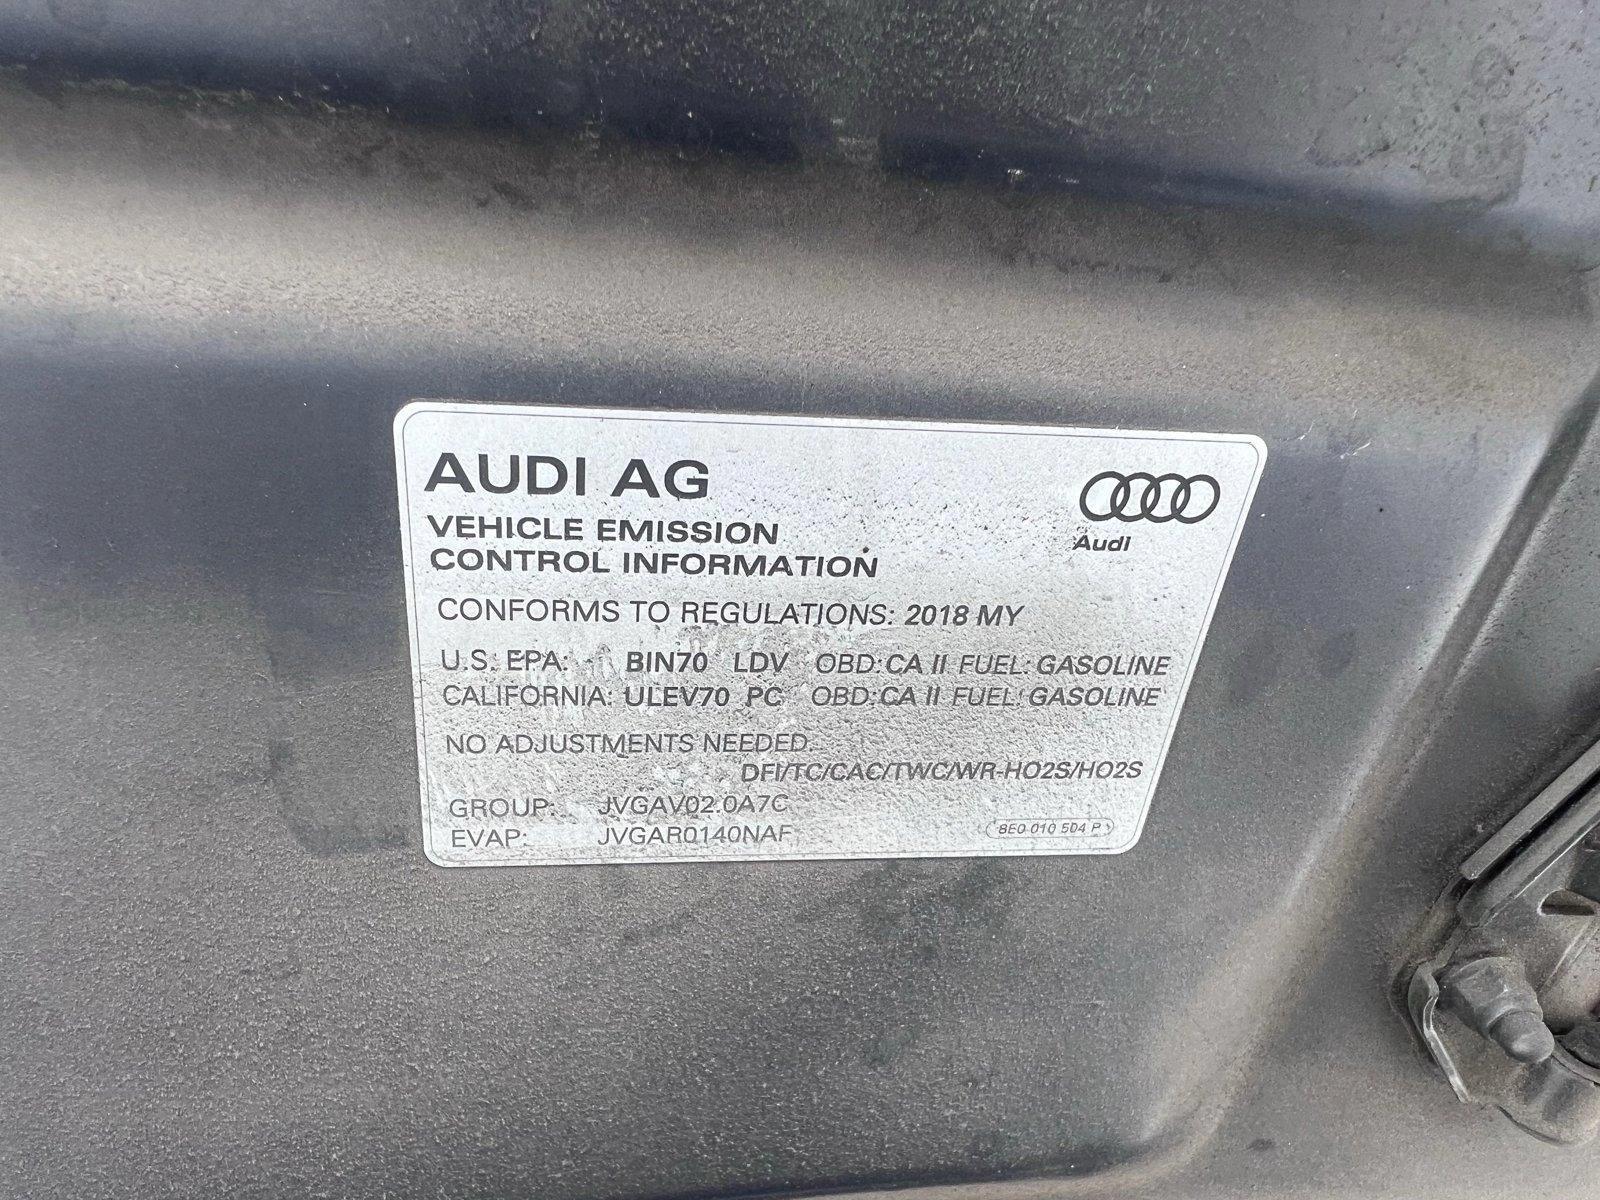 AUDI AG
Audi
VEHICLE EMISSION
CONTROL INFORMATION
CONFORMS TO REGULATIONS: 2018 MY
U.S. EPA: BIN70 LDV OBD: CA II FUEL: GASOLINE
CALIFORNIA: ULEV70 PC OBD: CA II FUEL: GASOLINE
NO ADJUSTMENTS NEEDED.
DFI/TC/CAC/TWC/WR-HO2S/HO2S
GROUP: JVGAV02.0A7C
EVAP: JVGAR0140NAF
8E0 010 504 P